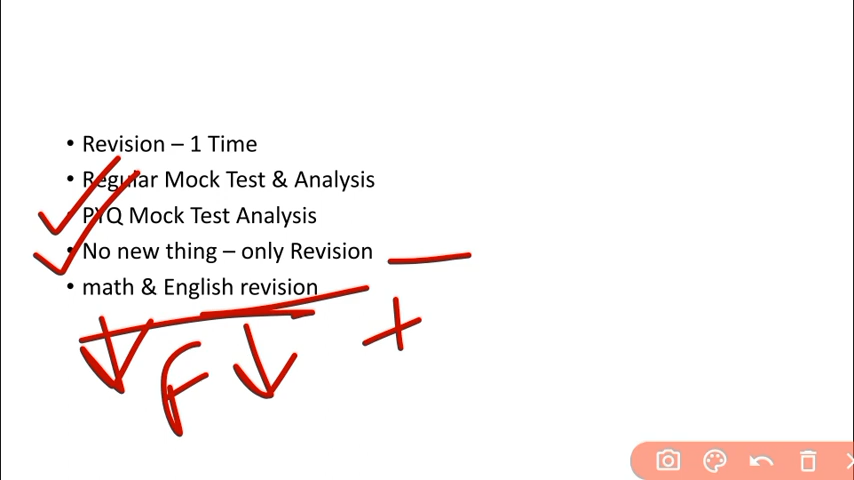 • Revision – 1 Time
• Regular Mock Test & Analysis
• PYQ Mock Test Analysis
• No new thing – only Revision
• math & English revision
F +